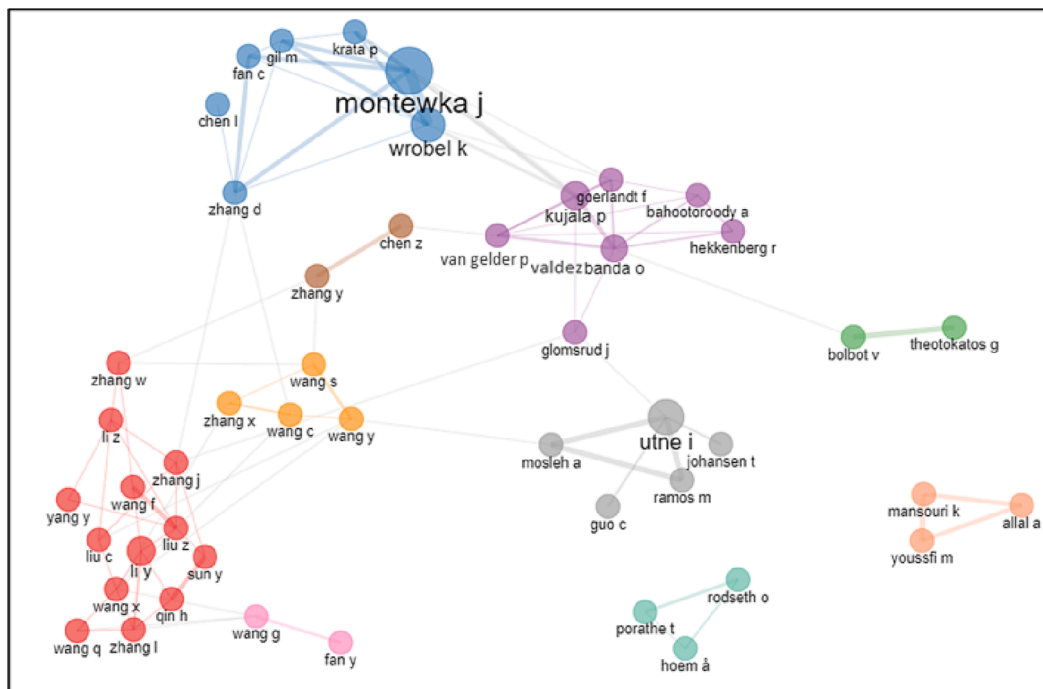 gil m
krata p
fan c
montewka j
chen l
wrobel k
zhang d
goerlandt f
kujala p
bahootoroody a
chen z
van gelder p
valdez banda o
hekkenberg r
zhang y
glomsrud j
bolbot v
theotokatos g
zhang w
wang s
zhang x
wang c
wang y
li z
utne i
mosleh a
johansen t
zhang j
ramos m
wang f
yang y
guo c
mansouri k
allal a
liu z
liu c
li y
sun y
youssfi m
wang x
qin h
rodseth o
wang q
zhang l
wang g
porathe t
fan y
hoem å